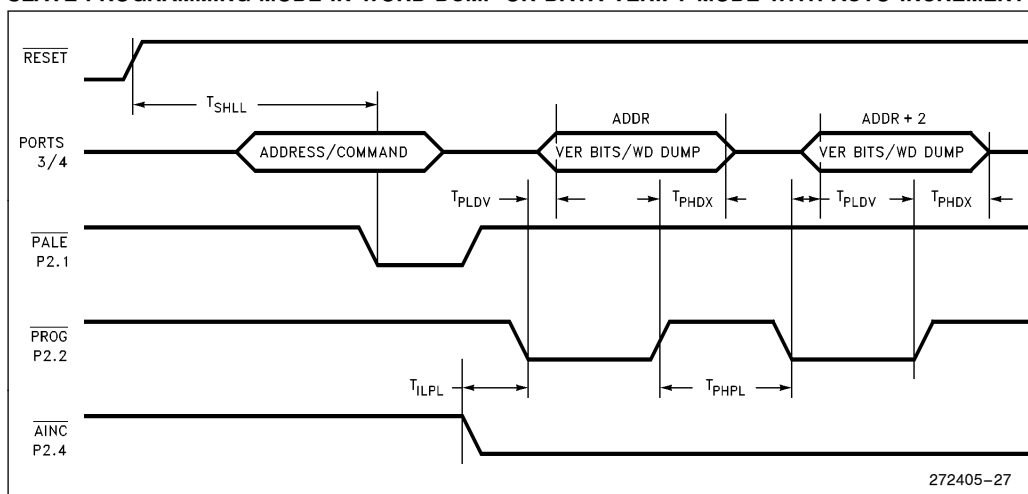 SLAVE PROGRAMMING MODE IN WORD DUMP OR DATA VERIFY MODE WITH AUTO INCREMENT
RESET
T_SHLL
PORTS
3/4
ADDRESS/COMMAND
ADDR
VER BITS/WD DUMP
ADDR + 2
VER BITS/WD DUMP
T_PLDV
T_PHDX
T_PLDV
T_PHDX
PALE
P2.1
PROG
P2.2
T_ILPL
T_PHPL
AINC
P2.4
272405–27